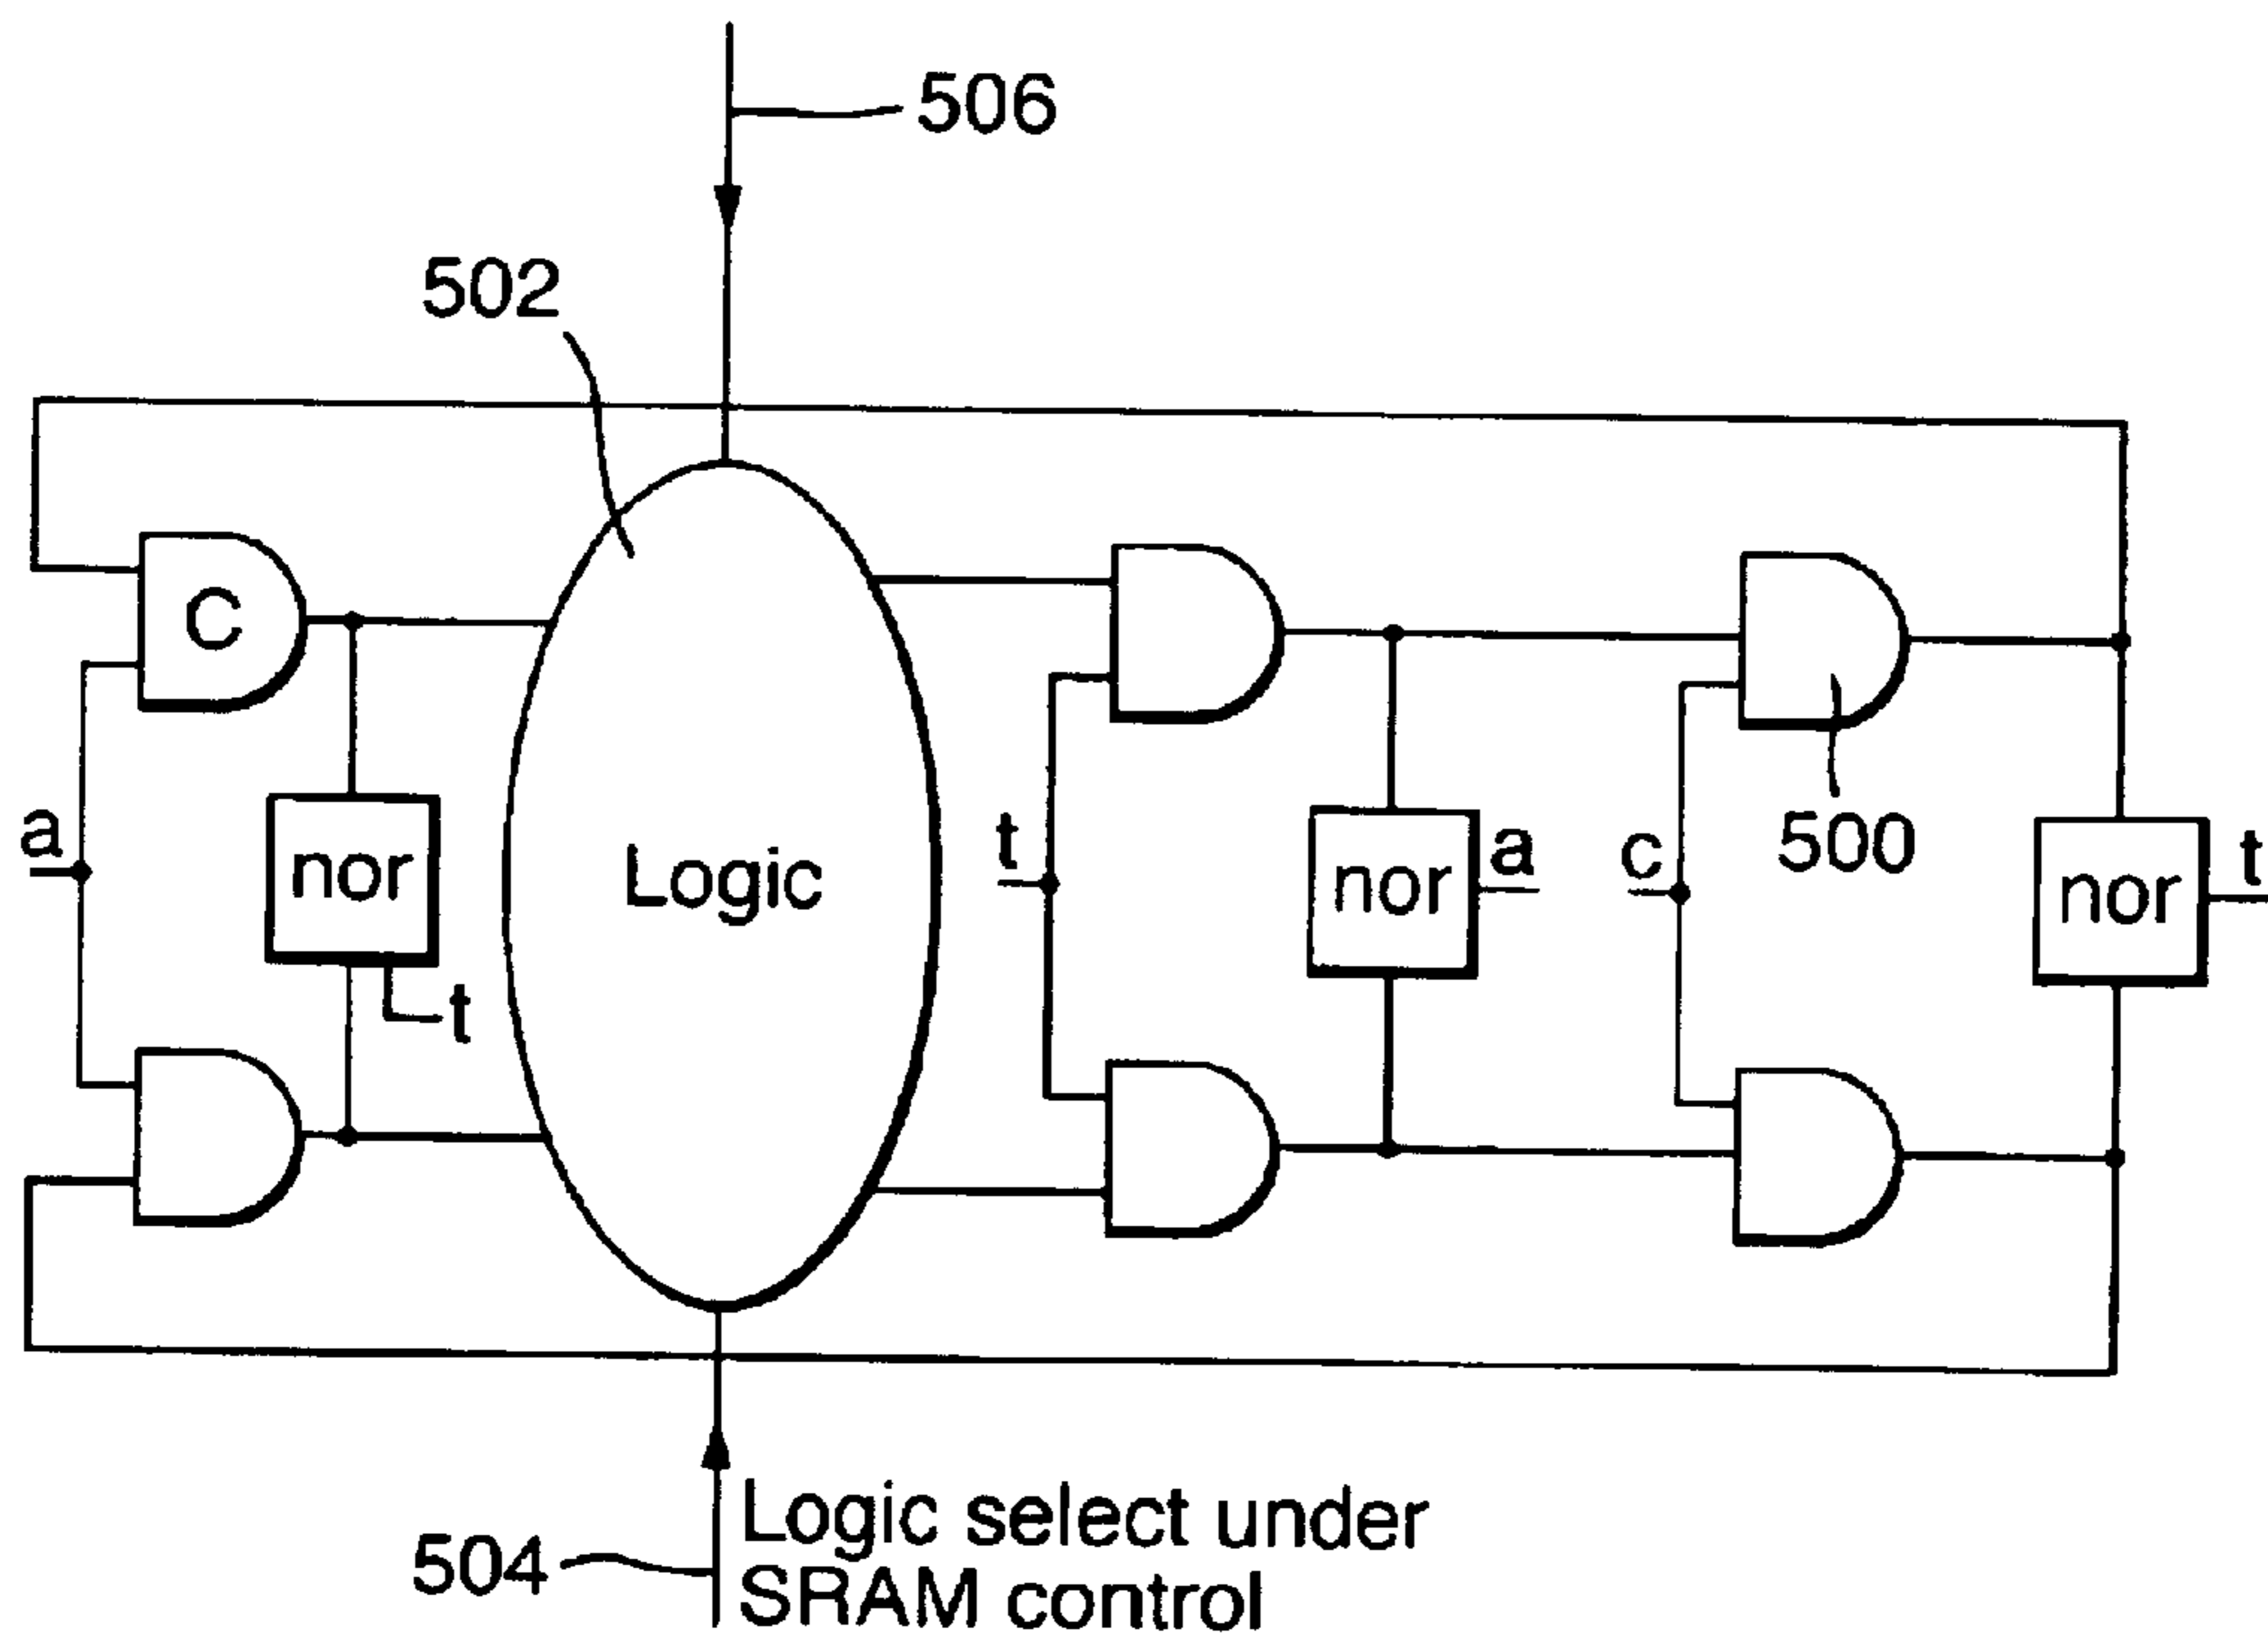 506
502
C
a
nor
t
Logic
t
nor
a
c
500
nor
t
504
Logic select under
SRAM control